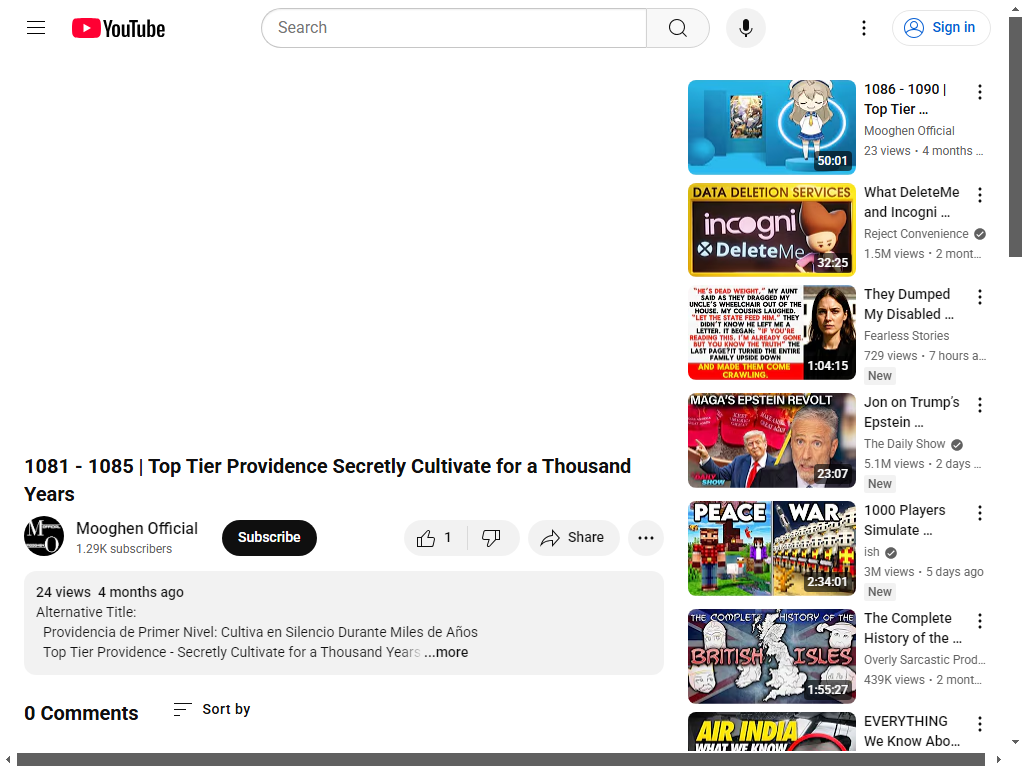 YouTube
Search
Sign in
1081 - 1085 | Top Tier Providence Secretly Cultivate for a Thousand
Years
Mooghen Official
1.29K subscribers
Subscribe
1
Share
24 views 4 months ago
Alternative Title:
Providencia de Primer Nivel: Cultiva en Silencio Durante Miles de Años
Top Tier Providence - Secretly Cultivate for a Thousand Years ...more
0 Comments
Sort by
50:01
1086 - 1090 |
Top Tier …
Mooghen Official
23 views • 4 months …
DATA DELETION SERVICES
incogni
DeleteMe
32:25
What DeleteMe
and Incogni …
Reject Convenience
1.5M views • 2 mont…
"HE'S DEAD WEIGHT," MY AUNT
SAID AS THEY DRAGGED MY
UNCLE'S WHEELCHAIR OUT OF THE
HOUSE. MY COUSINS LAUGHED.
"LET THE STATE FEED HIM." THEY
DIDN'T KNOW HE LEFT ME A
LETTER. IT BEGAN: "IF YOU'RE
READING THIS, I'M ALREADY GONE.
BUT YOU KNOW THE TRUTH" THE
LAST PAGE?IT TURNED THE ENTIRE
FAMILY UPSIDE DOWN
AND MADE THEM COME
CRAWLING.
1:04:15
They Dumped
My Disabled …
Fearless Stories
729 views • 7 hours a…
New
MAGA'S EPSTEIN REVOLT
23:07
Jon on Trump's
Epstein …
The Daily Show
5.1M views • 2 days …
New
PEACE WAR
2:34:01
1000 Players
Simulate …
ish
3M views • 5 days ago
New
THE COMPLETE HISTORY OF THE
BRITISH ISLES
1:55:27
The Complete
History of the …
Overly Sarcastic Prod…
439K views • 2 mont…
AIR INDIA
WHAT WE KNOW
EVERYTHING
We Know Abo…